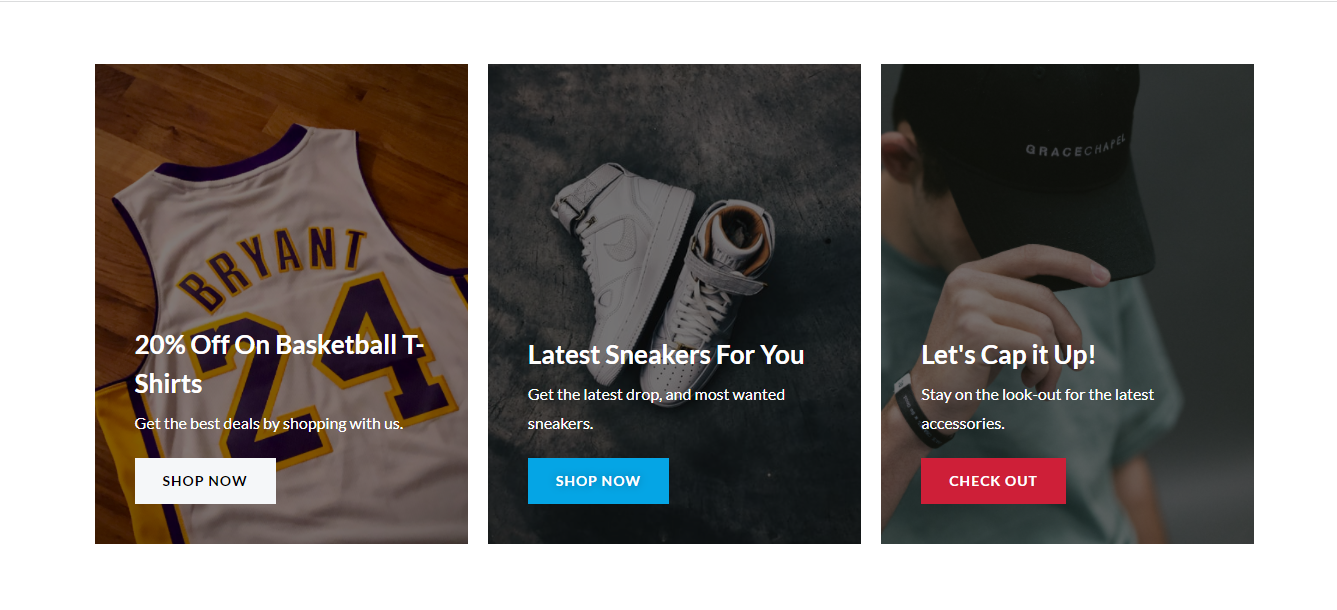 BRYANT
24
20% Off On Basketball T-
Shirts
Get the best deals by shopping with us.
SHOP NOW
Latest Sneakers For You
Get the latest drop, and most wanted
sneakers.
SHOP NOW
GRACECHAPEL
Let's Cap it Up!
Stay on the look-out for the latest
accessories.
CHECK OUT